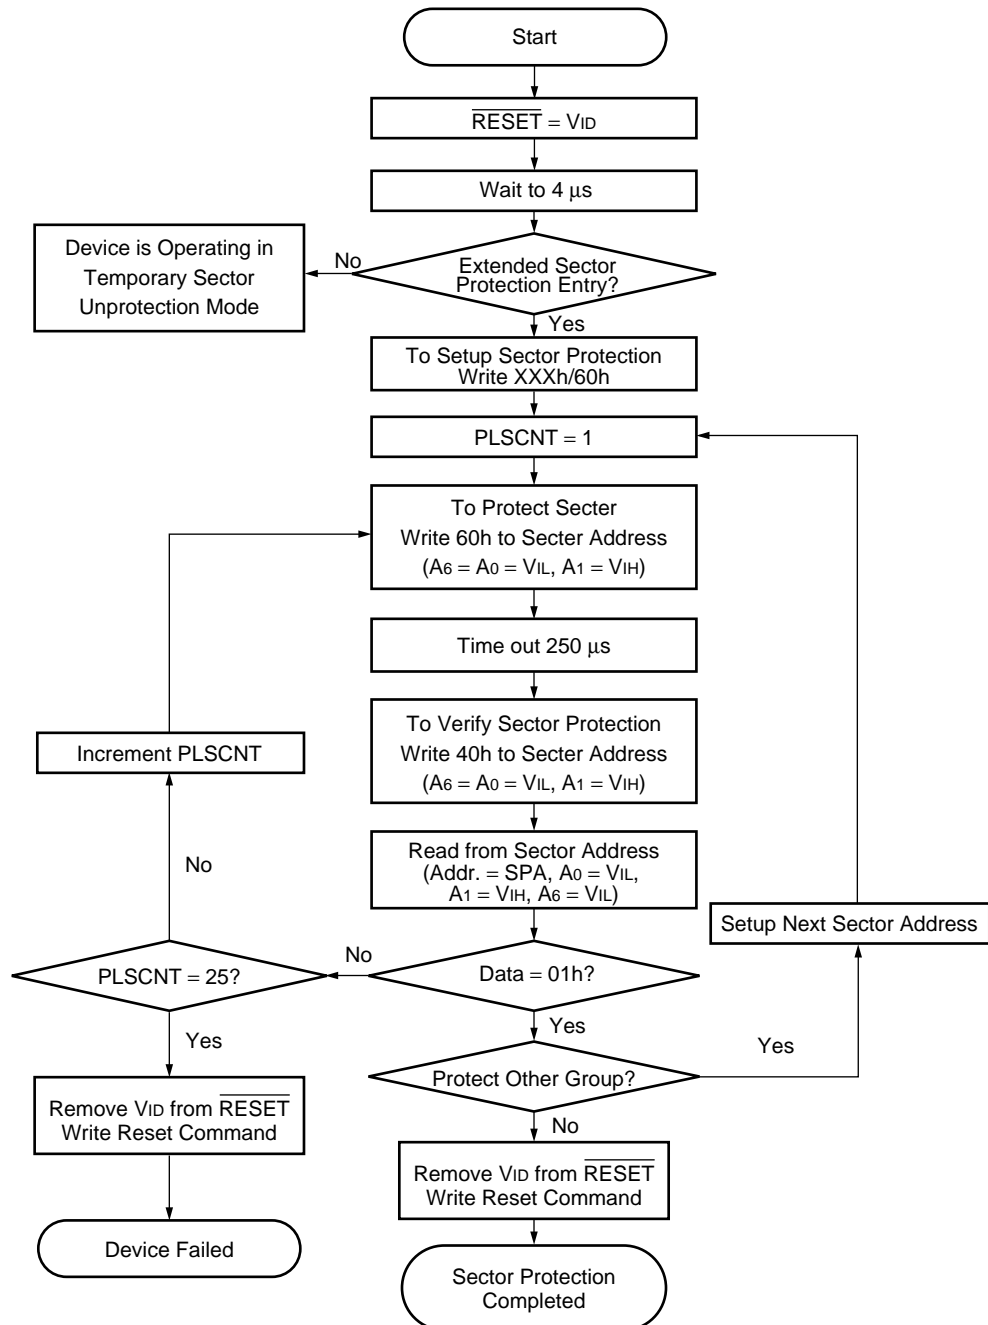 Start
RESET = VID
Wait to 4 µs
Device is Operating in
Temporary Sector
Unprotection Mode
No
Extended Sector
Protection Entry?
Yes
To Setup Sector Protection
Write XXXh/60h
PLSCNT = 1
To Protect Secter
Write 60h to Secter Address
(A6 = A0 = VIL, A1 = VIH)
Time out 250 µs
To Verify Sector Protection
Write 40h to Secter Address
(A6 = A0 = VIL, A1 = VIH)
Increment PLSCNT
Read from Sector Address
(Addr. = SPA, A0 = VIL,
A1 = VIH, A6 = VIL)
No
Setup Next Sector Address
PLSCNT = 25?
No
Data = 01h?
Yes
Yes
Protect Other Group?
Yes
Remove VID from RESET
Write Reset Command
No
Remove VID from RESET
Write Reset Command
Device Failed
Sector Protection
Completed